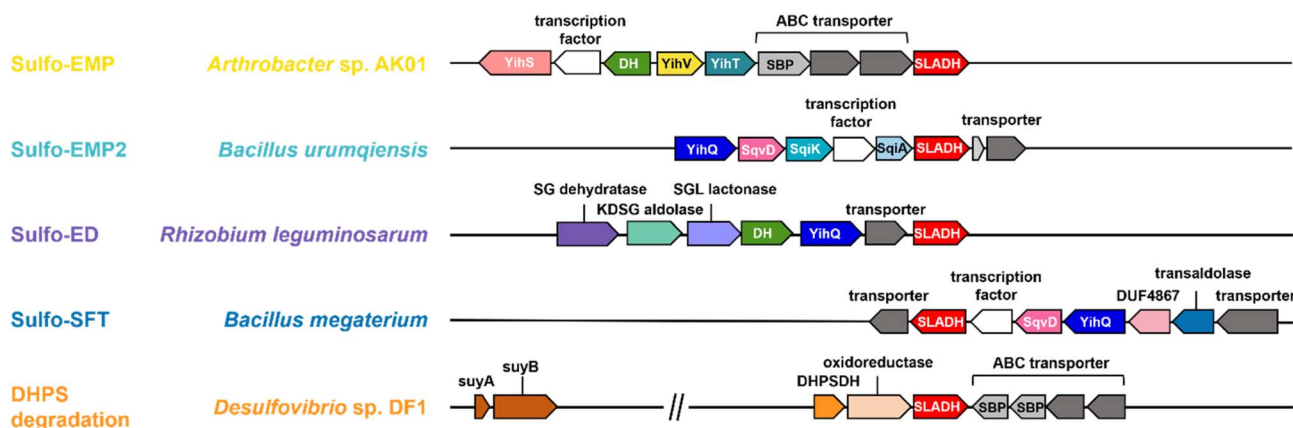 transcription
factor
ABC transporter
Sulfo-EMP
Arthrobacter sp. AK01
YihS
DH
YihV
YihT
SBP
SLADH
transcription
factor
transporter
Sulfo-EMP2
Bacillus urumqiensis
YihQ
SqvD
SqiK
SqiA
SLADH
SG dehydratase
SGL lactonase
KDSG aldolase
transporter
Sulfo-ED
Rhizobium leguminosarum
DH
YihQ
SLADH
transcription
factor
transaldolase
transporter
DUF4867
transporter
Sulfo-SFT
Bacillus megaterium
SLADH
SqvD
YihQ
oxidoreductase
ABC transporter
suyB
suyA
DHPSDH
DHPS
degradation
Desulfovibrio sp. DF1
//
SLADH
SBP
SBP